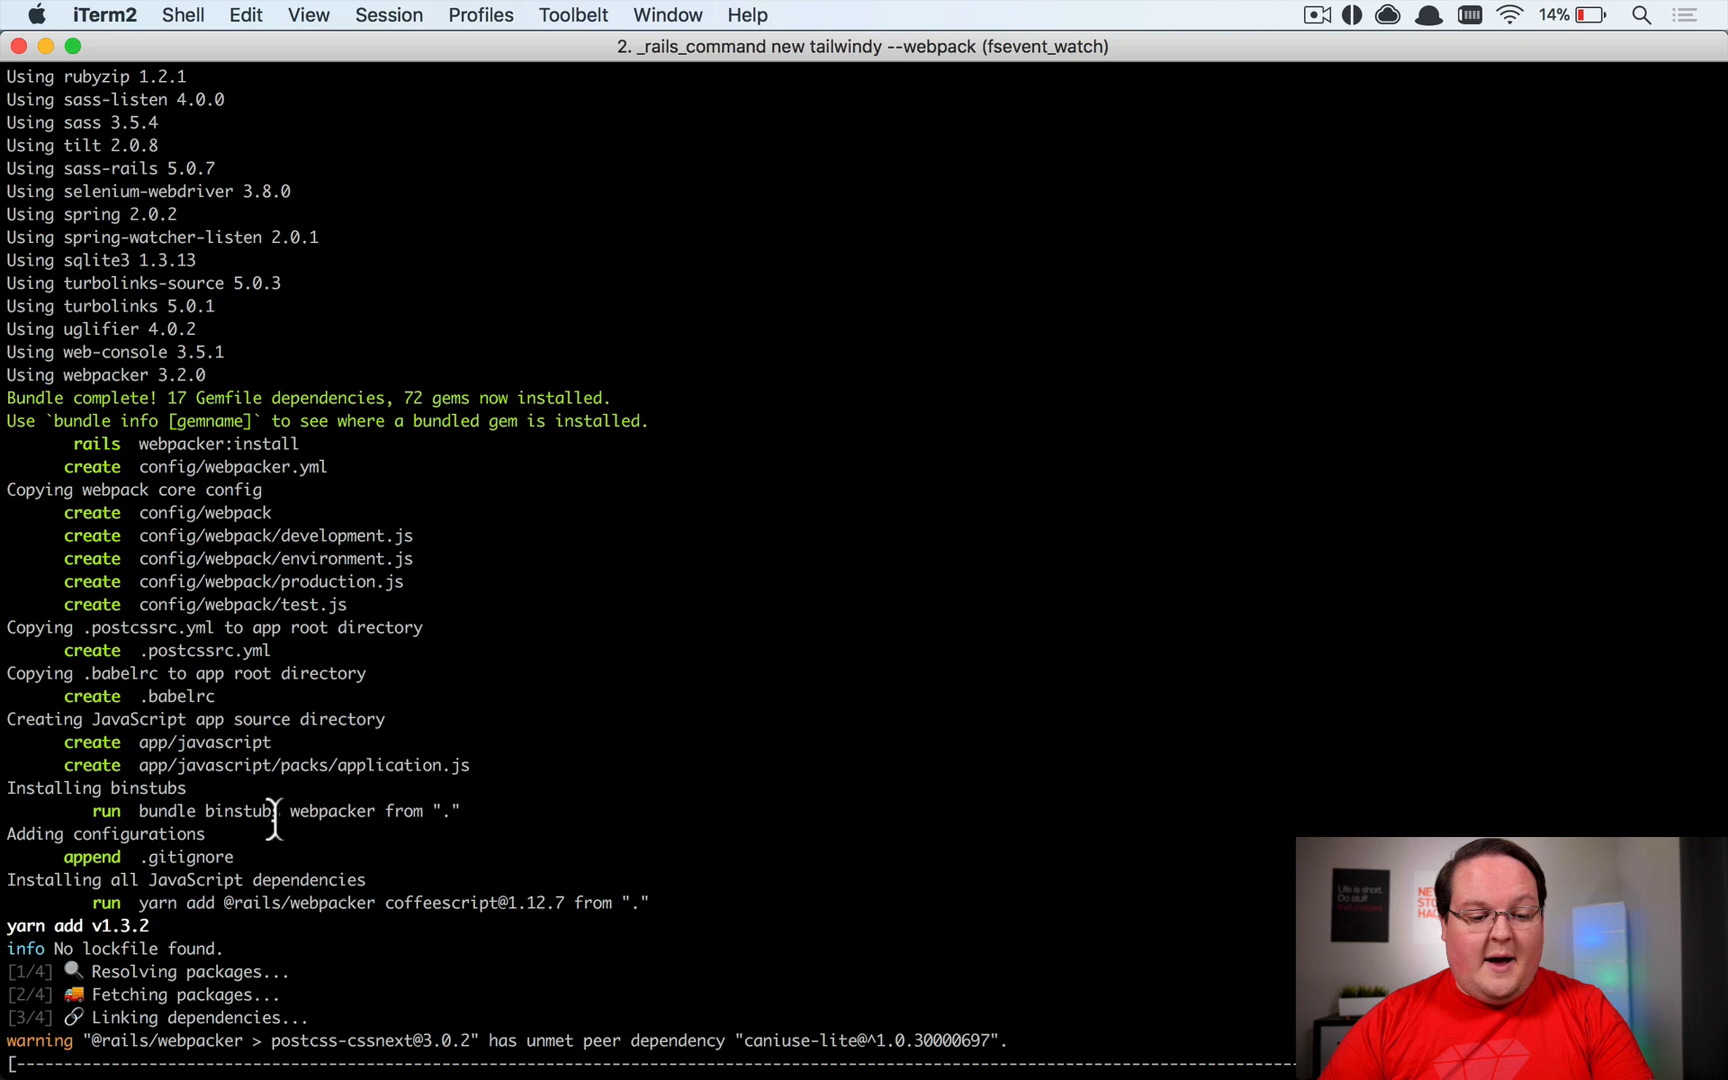 iTerm2 Shell Edit View Session Profiles Toolbelt Window Help 14%
2. _rails_command new tailwindy --webpack (fsevent_watch)
Using rubyzip 1.2.1
Using sass-listen 4.0.0
Using sass 3.5.4
Using tilt 2.0.8
Using sass-rails 5.0.7
Using selenium-webdriver 3.8.0
Using spring 2.0.2
Using spring-watcher-listen 2.0.1
Using sqlite3 1.3.13
Using turbolinks-source 5.0.3
Using turbolinks 5.0.1
Using uglifier 4.0.2
Using web-console 3.5.1
Using webpacker 3.2.0
Bundle complete! 17 Gemfile dependencies, 72 gems now installed.
Use `bundle info [gemname]` to see where a bundled gem is installed.
rails webpacker:install
create config/webpacker.yml
Copying webpack core config
create config/webpack
create config/webpack/development.js
create config/webpack/environment.js
create config/webpack/production.js
create config/webpack/test.js
Copying .postcssrc.yml to app root directory
create .postcssrc.yml
Copying .babelrc to app root directory
create .babelrc
Creating JavaScript app source directory
create app/javascript
create app/javascript/packs/application.js
Installing binstubs
run bundle binstubs webpacker from "."
Adding configurations
append .gitignore
Installing all JavaScript dependencies
run yarn add @rails/webpacker coffeescript@1.12.7 from "."
yarn add v1.3.2
info No lockfile found.
[1/4] Resolving packages...
[2/4] Fetching packages...
[3/4] Linking dependencies...
warning "@rails/webpacker > postcss-cssnext@3.0.2" has unmet peer dependency "caniuse-lite@^1.0.30000697".
Life is short.